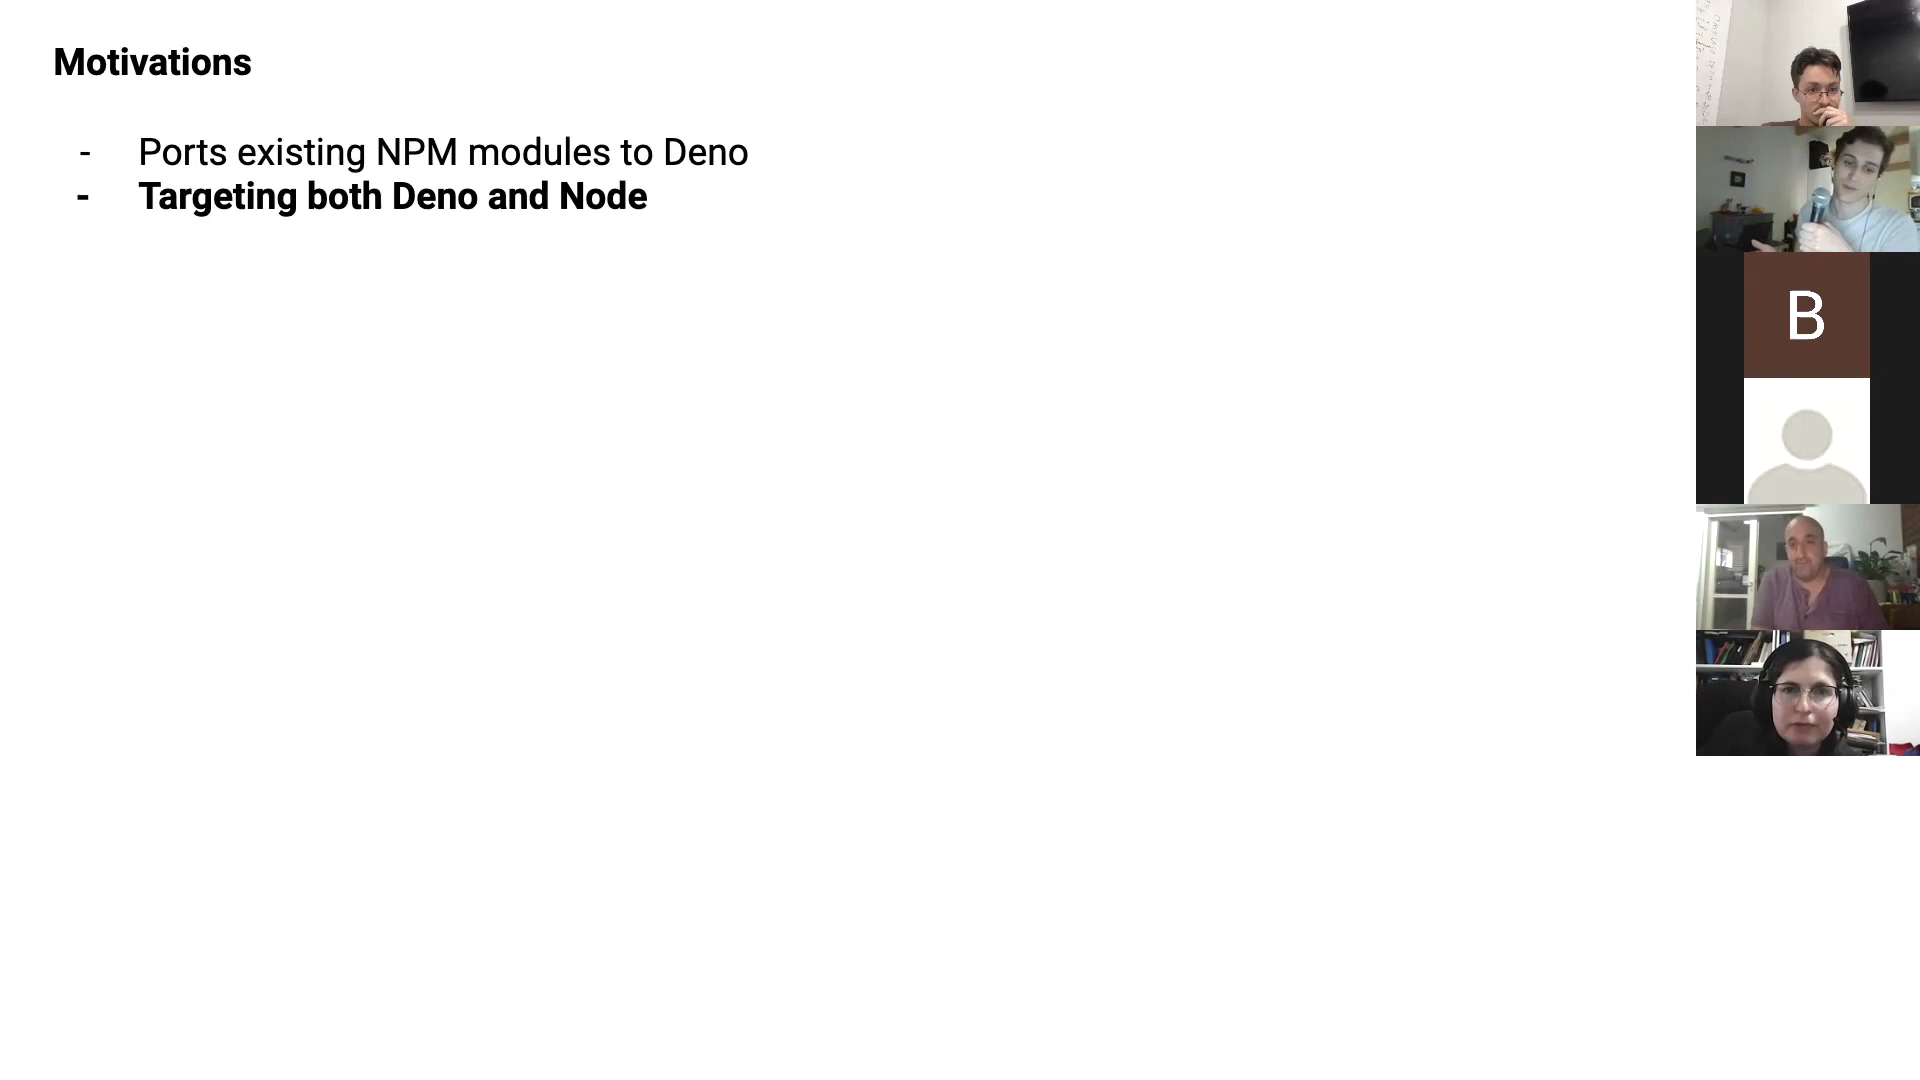 Motivations
- Ports existing NPM modules to Deno
- Targeting both Deno and Node
B